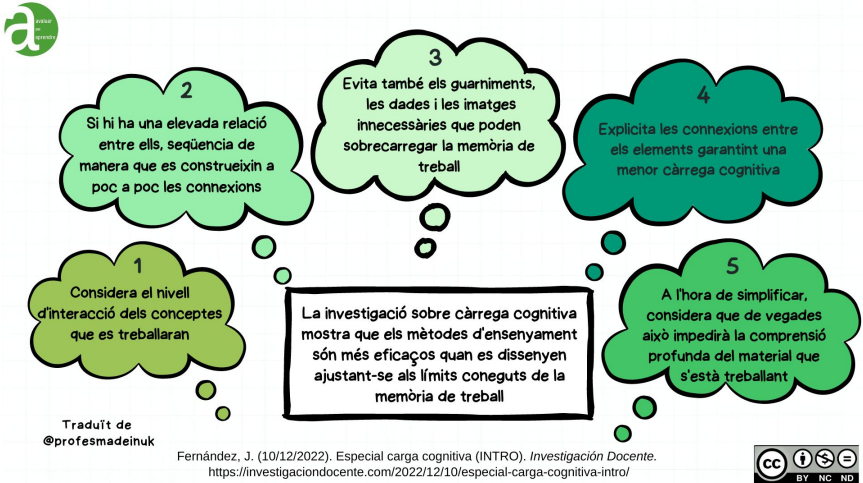 avaluar
per
aprendre
1
Considera el nivell
d'interacció dels conceptes
que es treballaran
2
Si hi ha una elevada relació
entre ells, seqüencia de
manera que es construeixin a
poc a poc les connexions
3
Evita també els guarniments,
les dades i les imatges
innecessàries que poden
sobrecarregar la memòria de
treball
4
Explicita les connexions entre
els elements garantint una
menor càrrega cognitiva
5
A l'hora de simplificar,
considera que de vegades
això impedirà la comprensió
profunda del material que
s'està treballant
La investigació sobre càrrega cognitiva
mostra que els mètodes d'ensenyament
són més eficaços quan es dissenyen
ajustant-se als límits coneguts de la
memòria de treball
Traduït de
@profesmadeinuk
Fernández, J. (10/12/2022). Especial carga cognitiva (INTRO). Investigación Docente.
https://investigaciondocente.com/2022/12/10/especial-carga-cognitiva-intro/
cc
BY NC ND